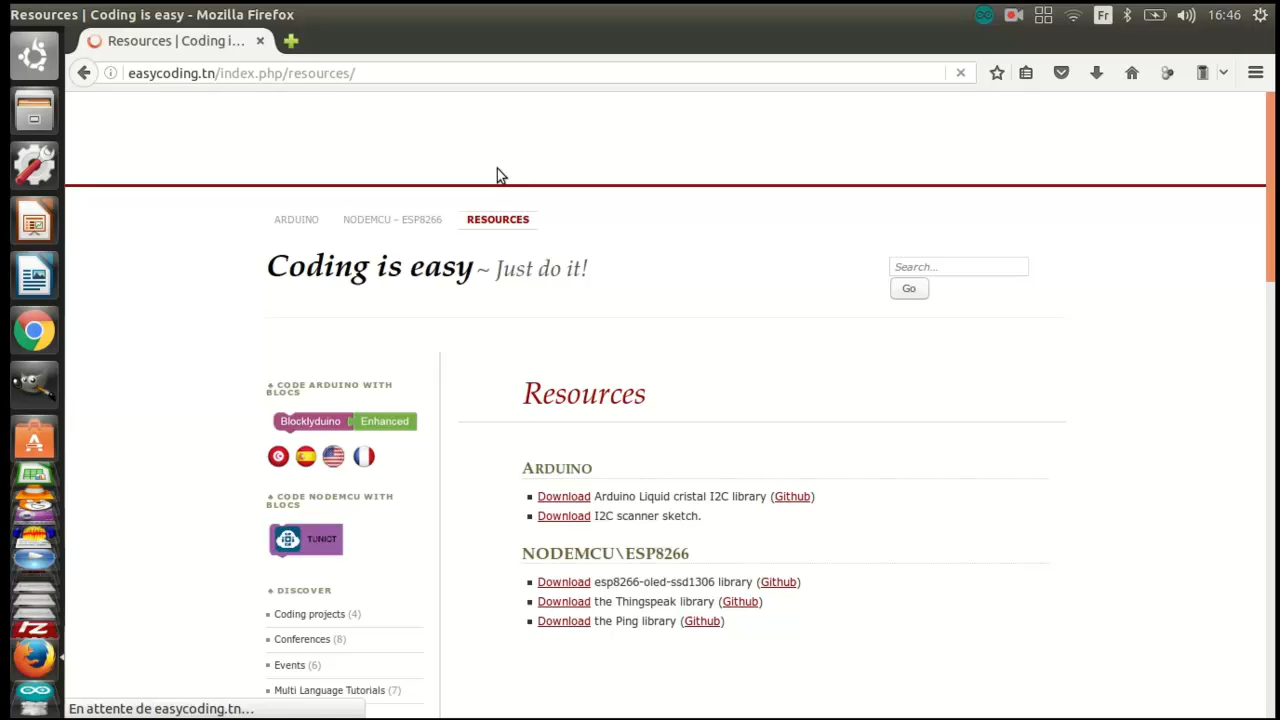 Resources | Coding is easy - Mozilla Firefox
Fr
16:46
Resources | Coding i...
easycoding.tn/index.php/resources/
ARDUINO
NODEMCU – ESP8266
RESOURCES
Coding is easy ~ Just do it!
Search...
Go
♠ CODE ARDUINO WITH
BLOCS
Blocklyduino Enhanced
♠ CODE NODEMCU WITH
BLOCS
TUNIOT
♠ DISCOVER
Coding projects (4)
Conferences (8)
Events (6)
Multi Language Tutorials (7)
Resources
ARDUINO
Download Arduino Liquid cristal I2C library (Github)
Download I2C scanner sketch.
NODEMCU\ESP8266
Download esp8266-oled-ssd1306 library (Github)
Download the Thingspeak library (Github)
Download the Ping library (Github)
En attente de easycoding.tn...